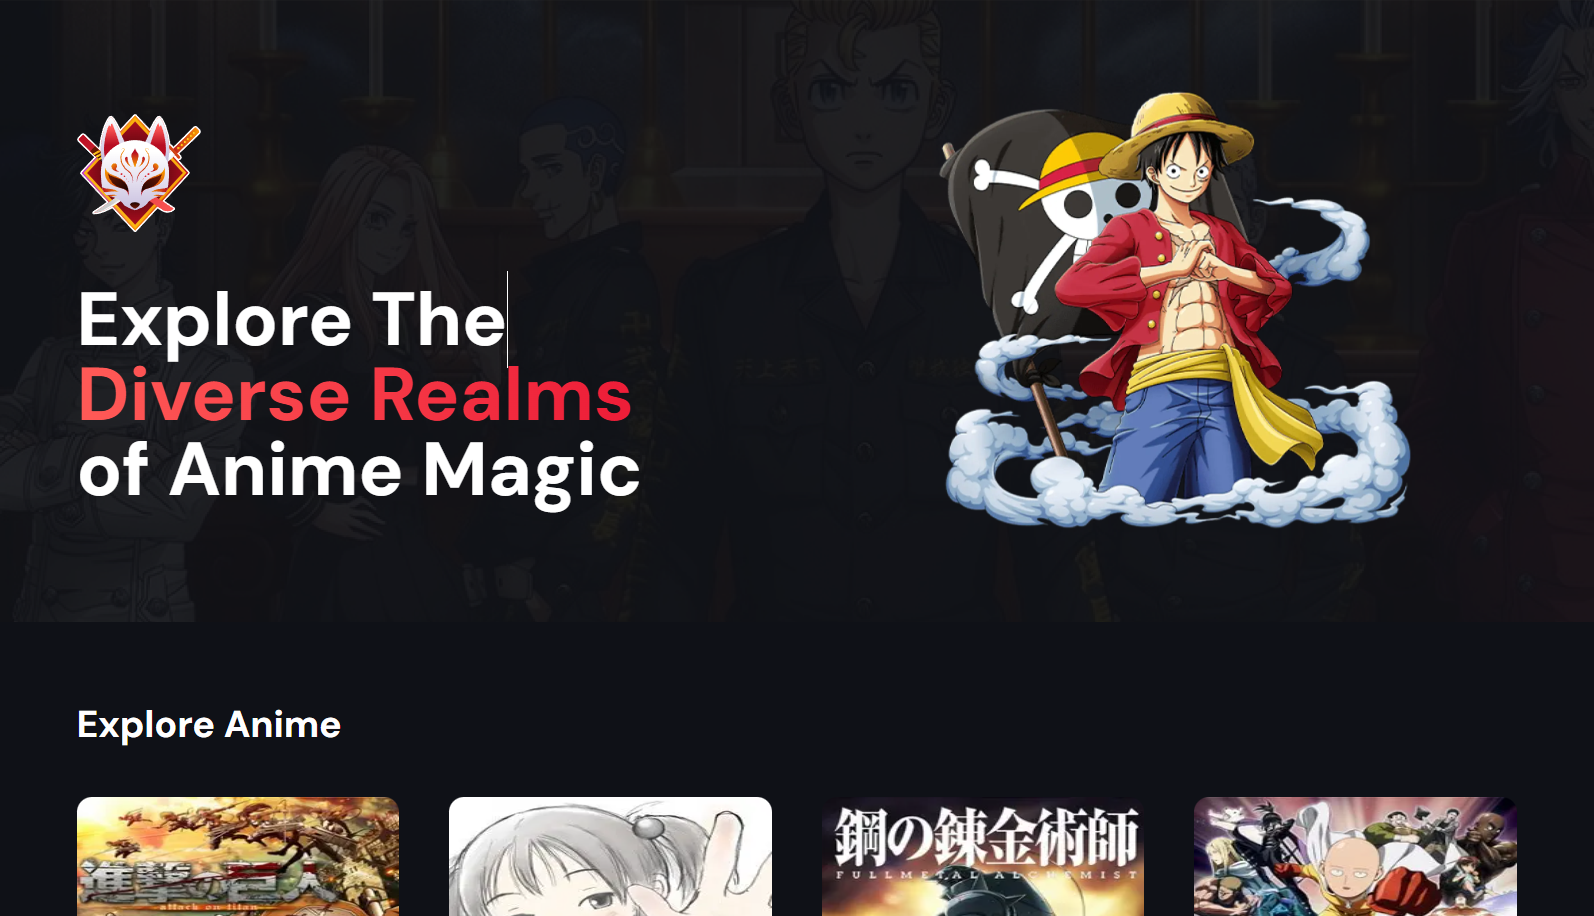 Explore The
Diverse Realms
of Anime Magic
Explore Anime
進撃の巨人
attack on titan
鋼の錬金術師
FULLMETAL ALCHEMIST